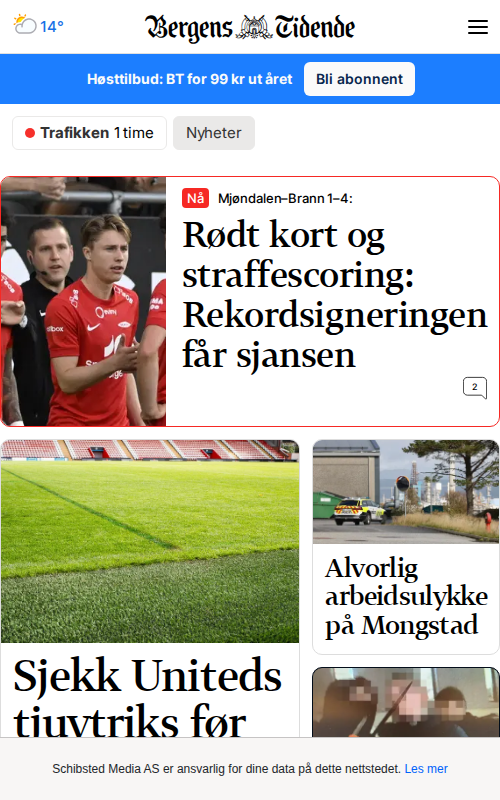 14°
Bergens Tidende
Høsttilbud: BT for 99 kr ut året
Bli abonnent
Trafikken 1 time
Nyheter
Nå
Mjøndalen–Brann 1–4:
Rødt kort og
straffescoring:
Rekordsigneringen
får sjansen
2
Alvorlig
arbeidsulykke
på Mongstad
Sjekk Uniteds
tjuvtriks før
Schibsted Media AS er ansvarlig for dine data på dette nettstedet. Les mer